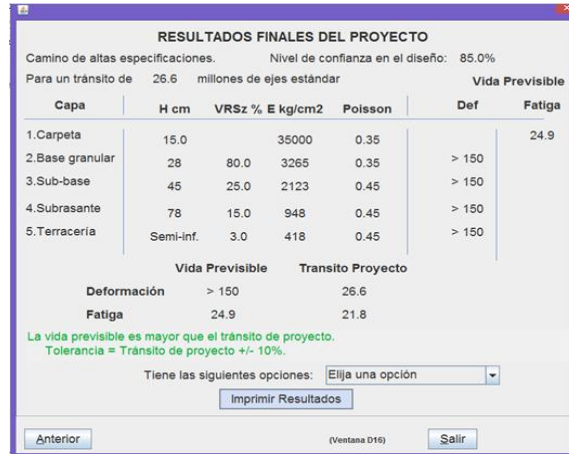 RESULTADOS FINALES DEL PROYECTO
Camino de altas especificaciones. Nivel de confianza en el diseño: 85.0%
Para un tránsito de 26.6 millones de ejes estándar Vida Previsible
Capa H cm VRSz % E kg/cm2 Poisson Def Fatiga
1.Carpeta 15.0 35000 0.35 24.9
2.Base granular 28 80.0 3265 0.35 > 150
3.Sub-base 45 25.0 2123 0.45 > 150
4.Subrasante 78 15.0 948 0.45 > 150
5.Terracería Semi-inf. 3.0 418 0.45 > 150
Vida Previsible Transito Proyecto
Deformación > 150 26.6
Fatiga 24.9 21.8
La vida previsible es mayor que el tránsito de proyecto.
Tolerancia = Tránsito de proyecto +/- 10%.
Tiene las siguientes opciones: Elija una opción
Imprimir Resultados
Anterior (Ventana D16) Salir